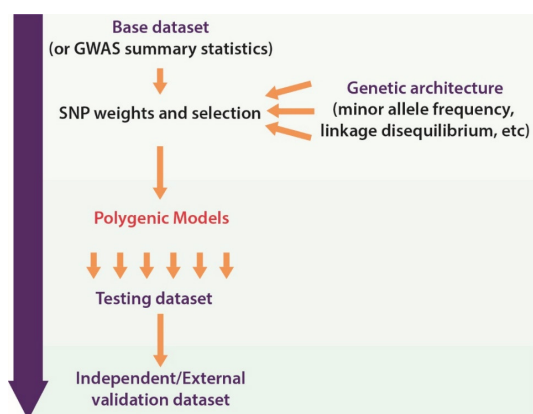 Base dataset
(or GWAS summary statistics)
Genetic architecture
(minor allele frequency,
linkage disequilibrium, etc)
SNP weights and selection
Polygenic Models
Testing dataset
Independent/External
validation dataset